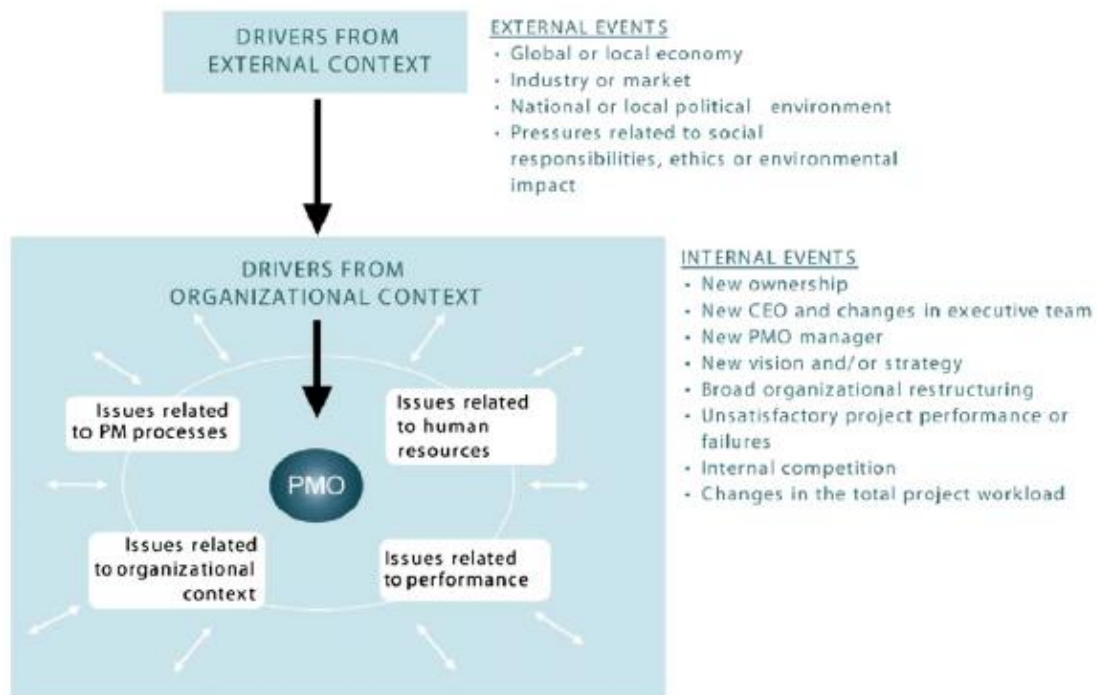 DRIVERS FROM
EXTERNAL CONTEXT
EXTERNAL EVENTS
• Global or local economy
• Industry or market
• National or local political environment
• Pressures related to social
responsibilities, ethics or environmental
impact
DRIVERS FROM
ORGANIZATIONAL CONTEXT
INTERNAL EVENTS
• New ownership
• New CEO and changes in executive team
• New PMO manager
• New vision and/or strategy
• Broad organizational restructuring
• Unsatisfactory project performance or
failures
• Internal competition
• Changes in the total project workload
Issues related
to PM processes
Issues related
to human
resources
PMO
Issues related
to organizational
context
Issues related
to performance